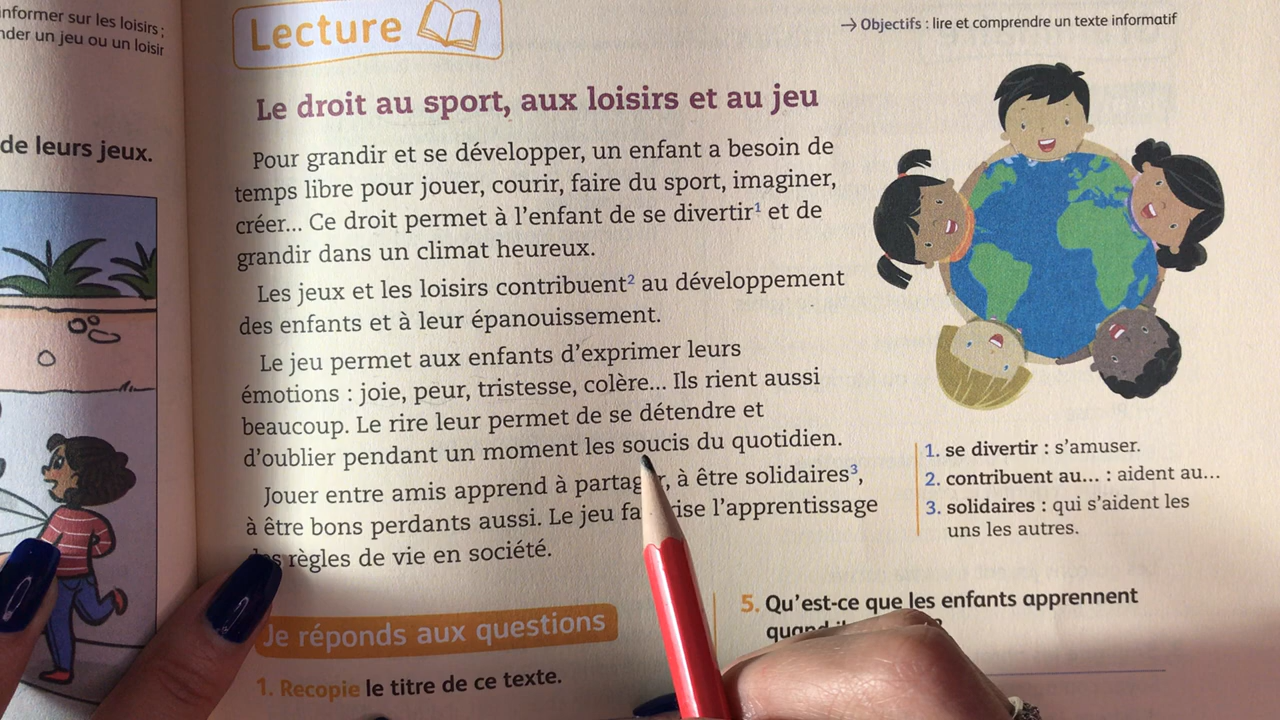 informer sur les loisirs ;
un jeu ou un loisir
de leurs jeux.
Lecture
→ Objectifs : lire et comprendre un texte informatif
Le droit au sport, aux loisirs et au jeu
Pour grandir et se développer, un enfant a besoin de
temps libre pour jouer, courir, faire du sport, imaginer,
créer... Ce droit permet à l'enfant de se divertir¹ et de
grandir dans un climat heureux.
Les jeux et les loisirs contribuent² au développement
des enfants et à leur épanouissement.
Le jeu permet aux enfants d'exprimer leurs
émotions : joie, peur, tristesse, colère... Ils rient aussi
beaucoup. Le rire leur permet de se détendre et
d'oublier pendant un moment les soucis du quotidien.
Jouer entre amis apprend à partager, à être solidaires³,
à être bons perdants aussi. Le jeu favorise l'apprentissage
des règles de vie en société.
1. se divertir : s'amuser.
2. contribuent au... : aident au...
3. solidaires : qui s'aident les
uns les autres.
Je réponds aux questions
1. Recopie le titre de ce texte.
5. Qu'est-ce que les enfants apprennent